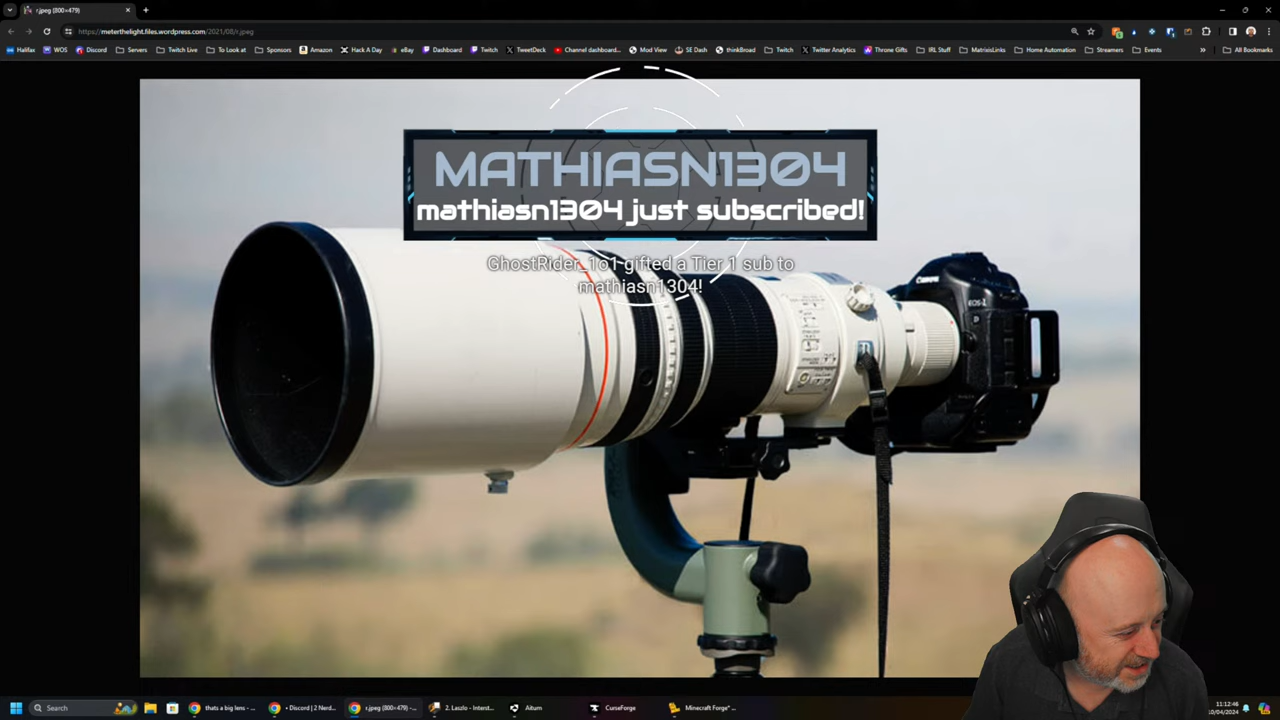 r.jpeg (800×479)
https://meterthelight.files.wordpress.com/2021/08/r.jpeg
Halifax WOS Discord Servers Twitch Live To Look at Sponsors Amazon Hack A Day eBay Dashboard Twitch TweetDeck Channel dashboard... Mod View SE Dash thinkBroad Twitch Twitter Analytics Throne Gifts IRL Stuff MatrisisLinks Home Automation Streamers Events All Bookmarks
MATHIASN1304
mathiasn1304 just subscribed!
GhostRider_1o1 gifted a Tier 1 sub to
mathiasn1304!
Canon
EOS-1
D
Search thats a big lens - ... • Discord | 2 Nerd... r.jpeg (800×479) - ... 2. Laszlo - Interst... Aitum CurseForge Minecraft Forge* ...
11:12:46
10/04/2024